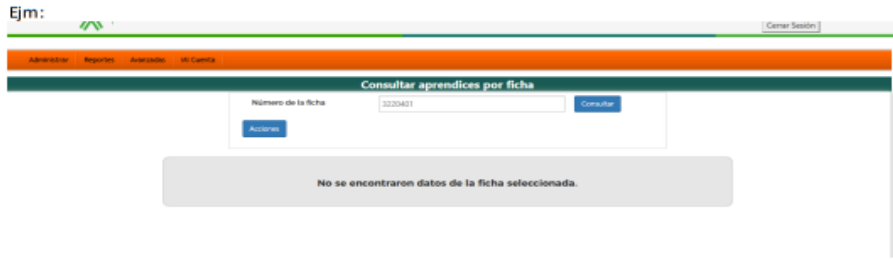 Ejm:
Cerrar Sesión
Administrar Reportes Avanzadas Mi Cuenta
Consultar aprendices por ficha
Número de la ficha 3220401 Consultar
Acciones
No se encontraron datos de la ficha seleccionada.